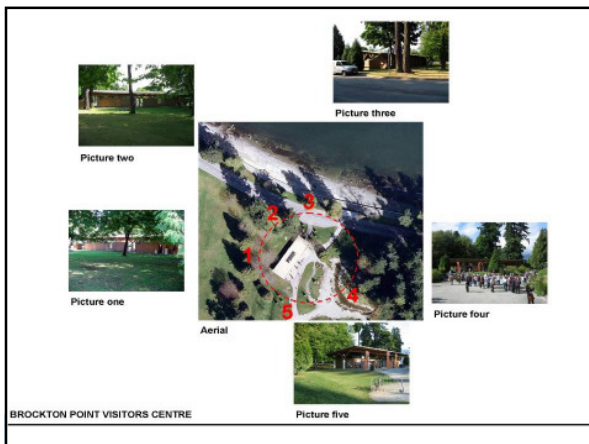 Picture three
Picture two
3
2
1
4
5
Picture one
Picture four
Aerial
Picture five
BROCKTON POINT VISITORS CENTRE